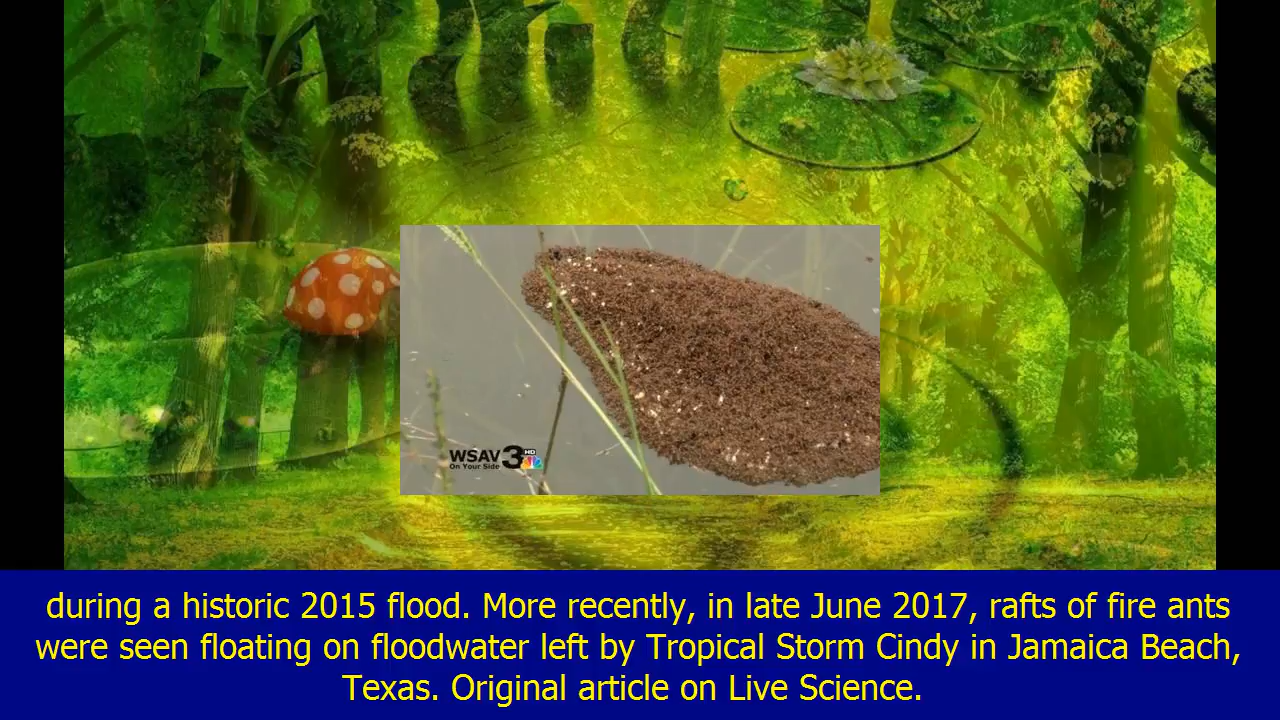 WSAV 3 HD
On Your Side
during a historic 2015 flood. More recently, in late June 2017, rafts of fire ants
were seen floating on floodwater left by Tropical Storm Cindy in Jamaica Beach,
Texas. Original article on Live Science.